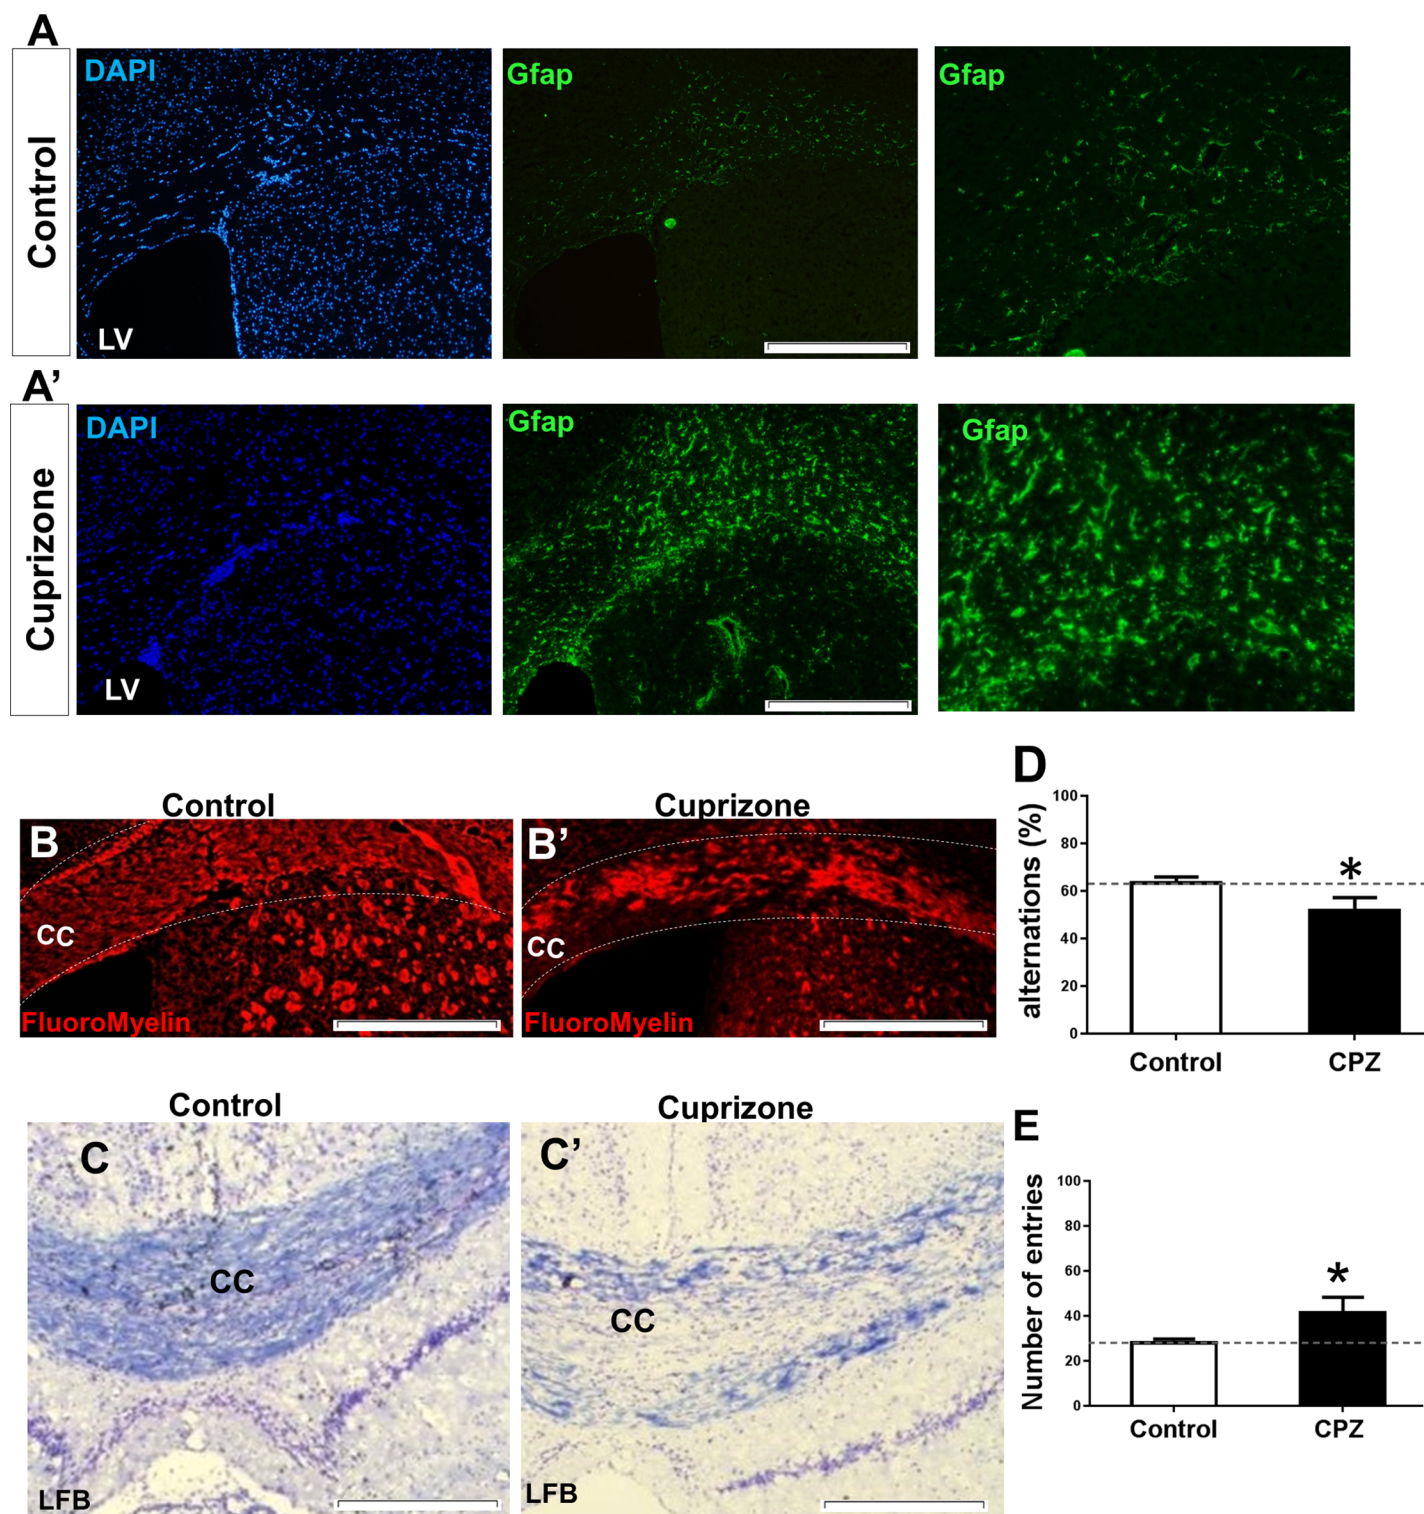 A
Control
DAPI
LV
Gfap
Gfap
A’
Cuprizone
DAPI
LV
Gfap
Gfap
Control
B
CC
FluoroMyelin
Cuprizone
B’
CC
FluoroMyelin
D
alternations (%)
100
80
60
40
20
0
*
Control CPZ
Control
C
CC
LFB
Cuprizone
C’
CC
LFB
E
Number of entries
100
80
60
40
20
0
*
Control CPZ